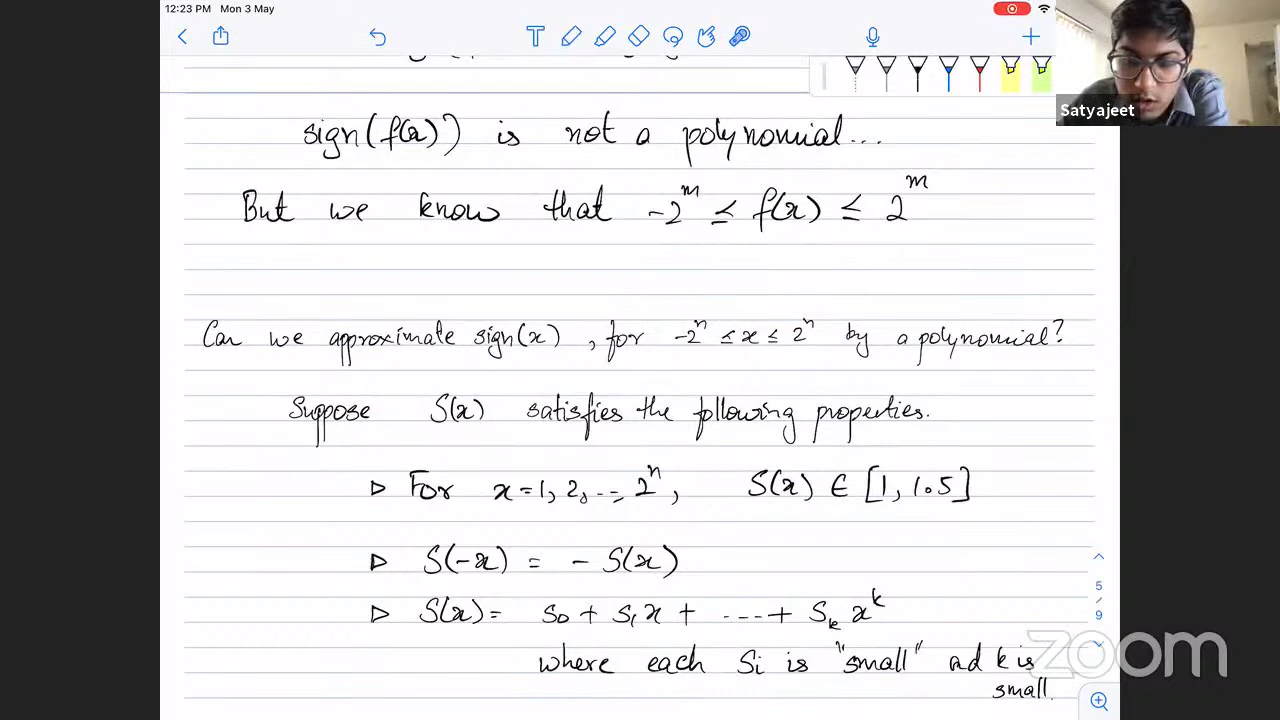 12:23 PM Mon 3 May
Satyajeet
sign(f(x)) is not a polynomial...
But we know that -2^m ≤ f(x) ≤ 2^m
Can we approximate sign(x), for -2^n ≤ x ≤ 2^n by a polynomial?
Suppose S(x) satisfies the following properties.
▷ For x=1, 2, ... 2^n, S(x) ∈ [1, 1.5]
▷ S(-x) = - S(x)
▷ S(x) = s₀ + s₁x + ---- + s_k x^k
where each Si is "small" ad k is
small.
5
9
zoom